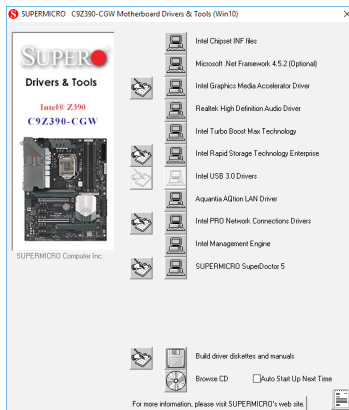 SUPERMICRO C9Z390-CGW Motherboard Drivers & Tools (Win10)
SUPERO
Drivers & Tools
Intel® Z390
C9Z390-CGW
SUPERMICRO Computer Inc.
Intel Chipset INF files
Microsoft .Net Framework 4.5.2 (Optional)
Intel Graphics Media Accelerator Driver
Realtek High Definition Audio Driver
Intel Turbo Boost Max Technology
Intel Rapid Storage Technology Enterprise
Intel USB 3.0 Drivers
Aquantia AQtion LAN Driver
Intel PRO Network Connections Drivers
Intel Management Engine
SUPERMICRO SuperDoctor 5
Build driver diskettes and manuals
Browse CD
Auto Start Up Next Time
For more information, please visit SUPERMICRO's web site.